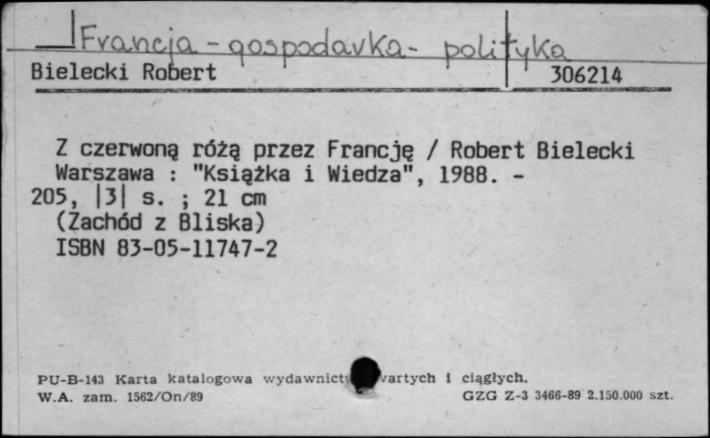 Francja - gospodarka - polityka
Bielecki Robert 306214
Z czerwoną różą przez Francję / Robert Bielecki
Warszawa : "Książka i Wiedza", 1988. -
205, |3| s. ; 21 cm
(Zachód z Bliska)
ISBN 83-05-11747-2
PU-B-143 Karta katalogowa wydawnict vartych i ciągłych.
W.A. zam. 1562/On/89 GZG Z-3 3466-89 2.150.000 szt.